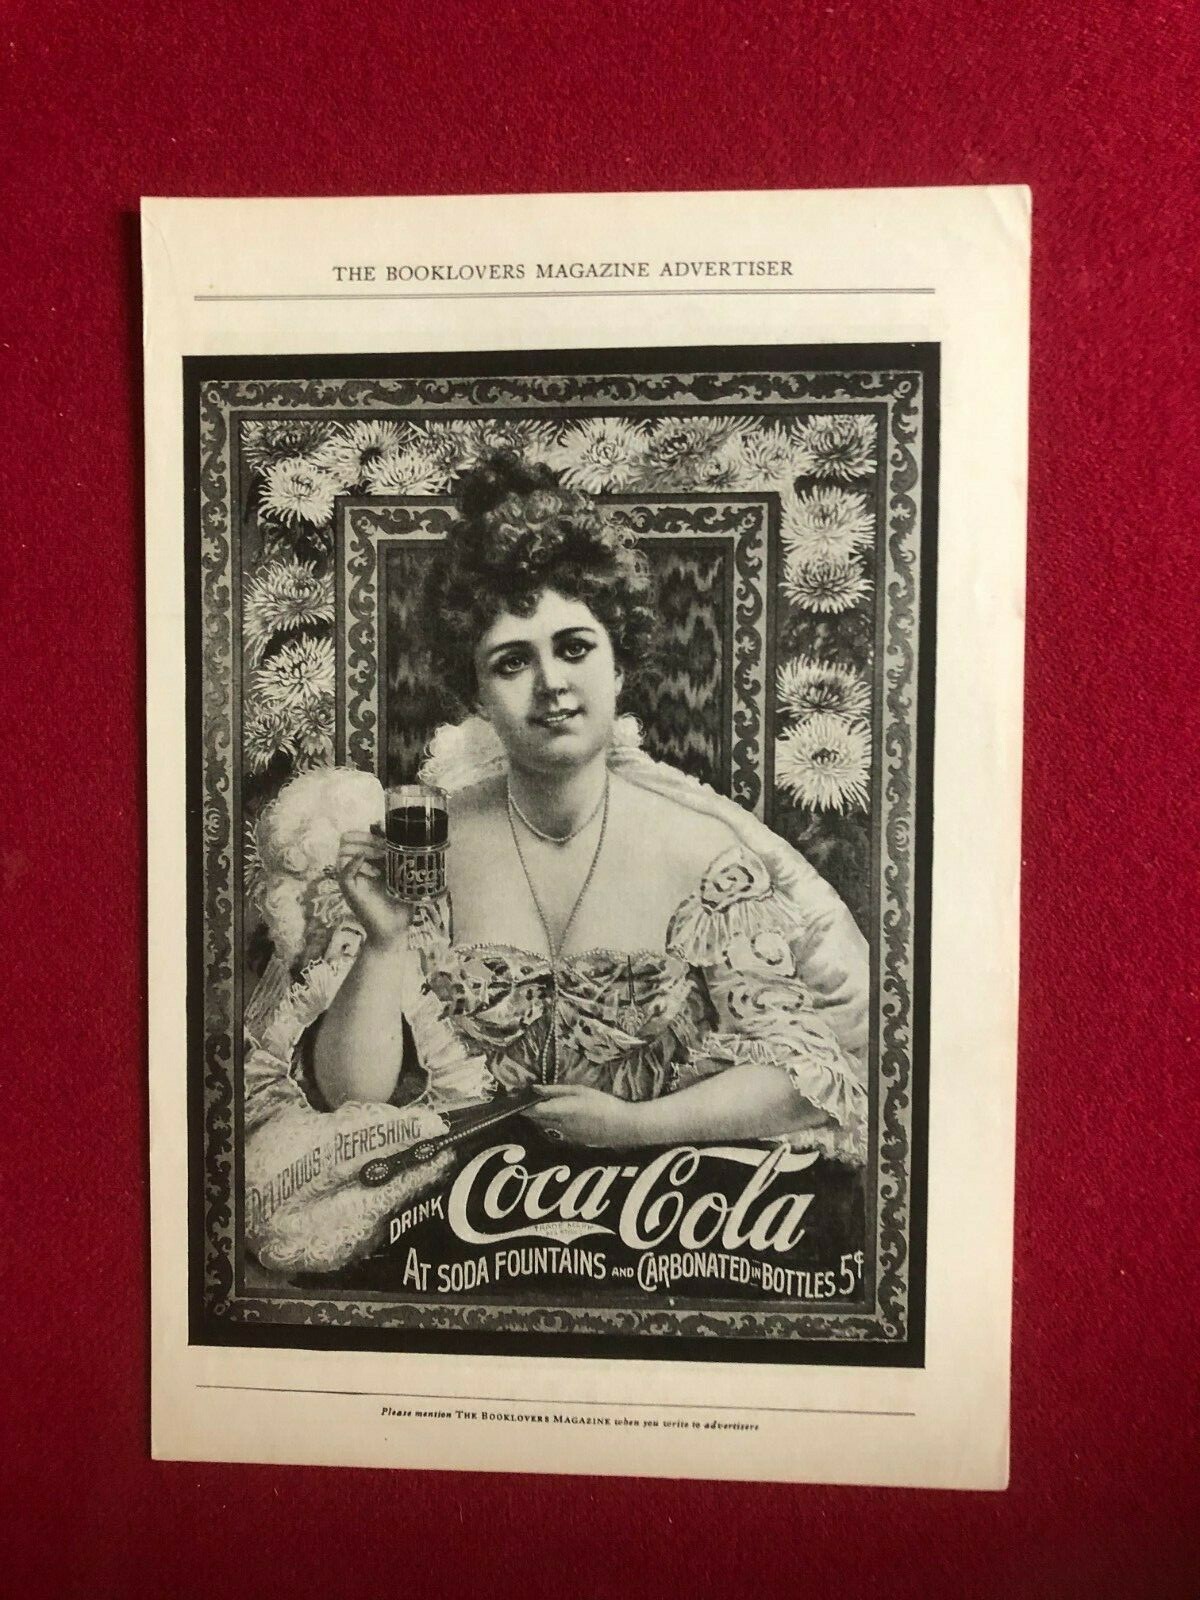 THE BOOKLOVERS MAGAZINE ADVERTISER
Coca
DELICIOUS and REFRESHING
DRINK Coca-Cola
TRADE MARK
AT SODA FOUNTAINS AND CARBONATED IN BOTTLES 5¢
Please mention THE BOOKLOVERS MAGAZINE when you write to advertisers